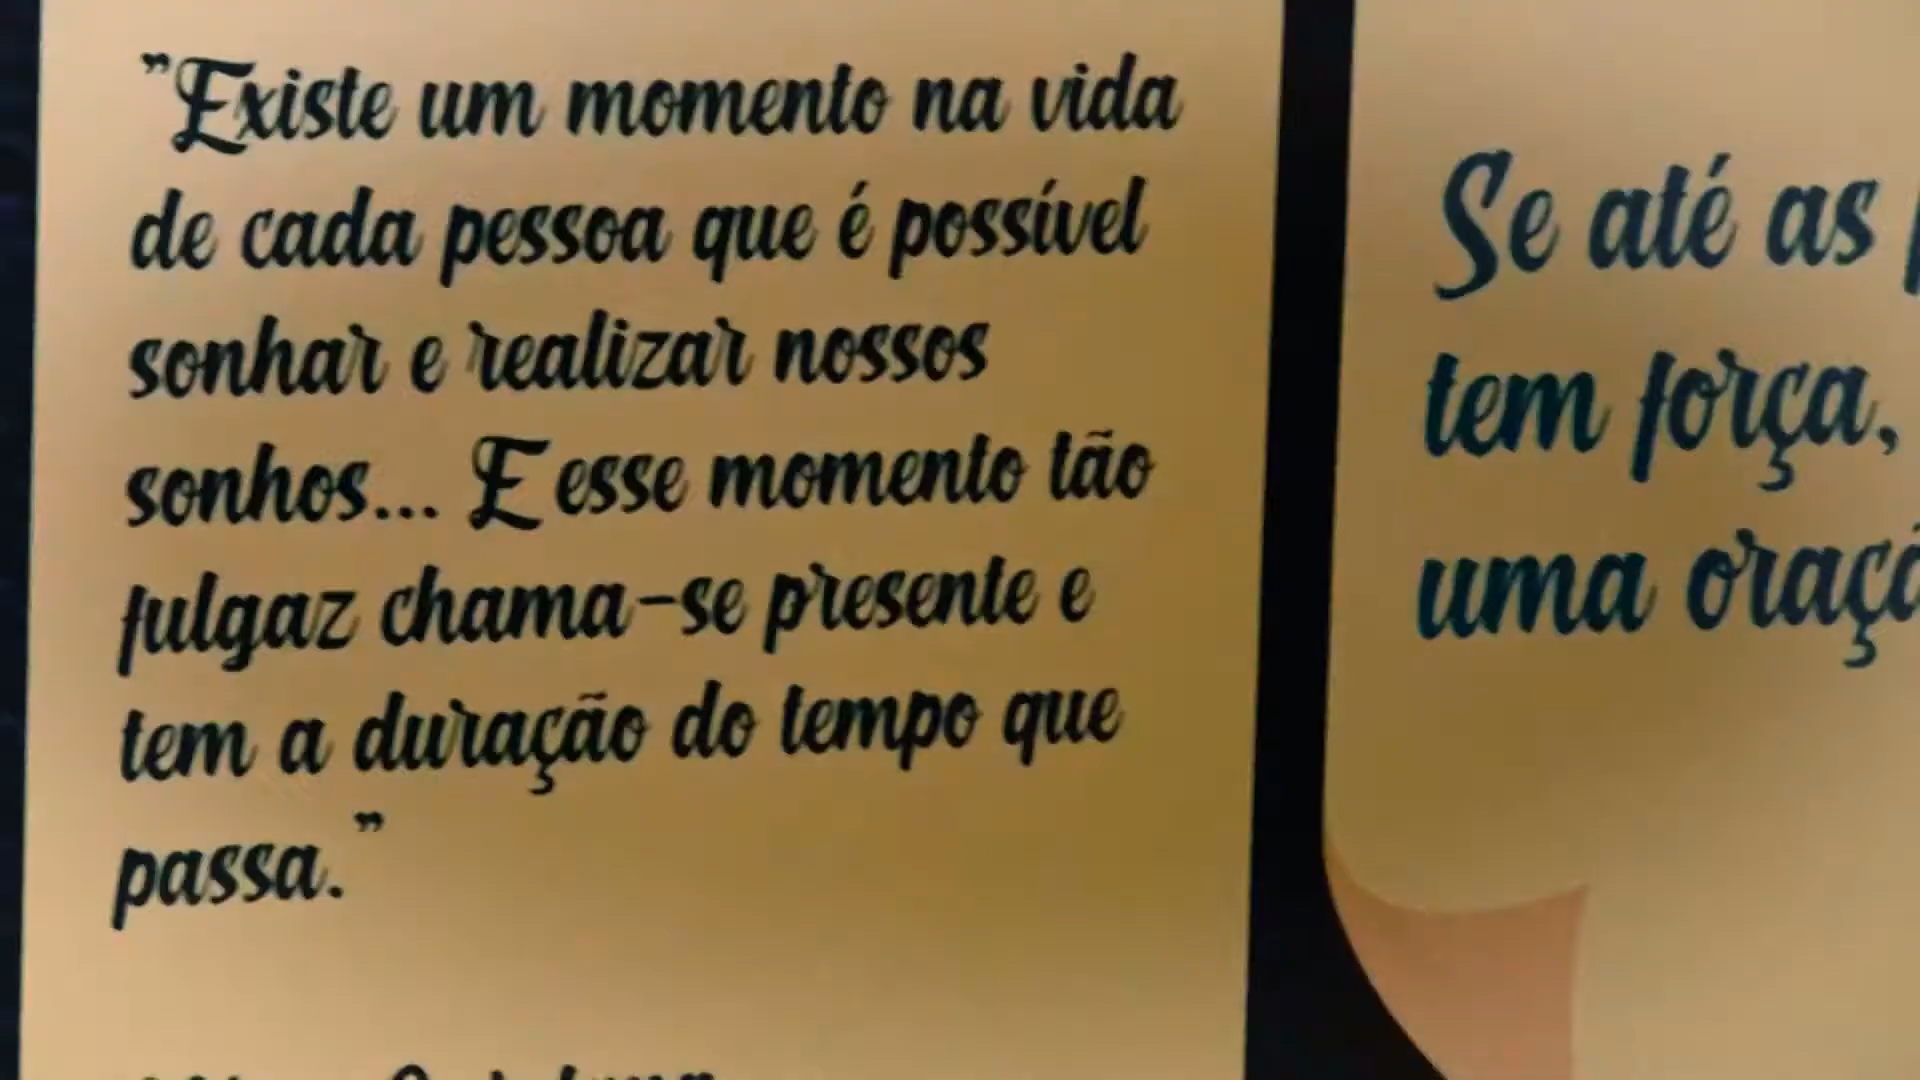 "Existe um momento na vida
de cada pessoa que é possível
sonhar e realizar nossos
sonhos... E esse momento tão
fulgaz chama-se presente e
tem a duração do tempo que
passa."
Se até as
tem força,
uma